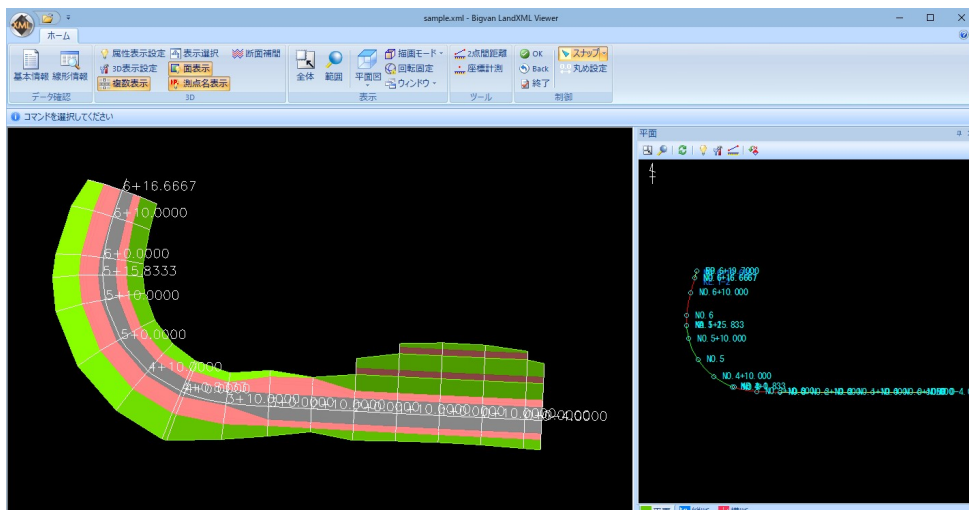 XML
sample.xml - Bigvan LandXML Viewer
ホーム
基本情報
線形情報
データ確認
属性表示設定
表示選択
断面補間
3D表示設定
面表示
複数表示
測点名表示
3D
全体
範囲
平面図
描画モード
回転固定
ウィンドウ
表示
2点間距離
座標計測
ツール
OK
Back
終了
スナップ
丸め設定
制御
コマンドを選択してください
6+16.6667
6+10.0000
6+0.0000
5+15.8333
5+10.0000
5+0.0000
4+10.0000
3+10.0000
平面
NO.6+16.6667
NO.6+10.000
NO.6
NO.5+10.000
NO.5
NO.4+10.000
平面
縦断
横断